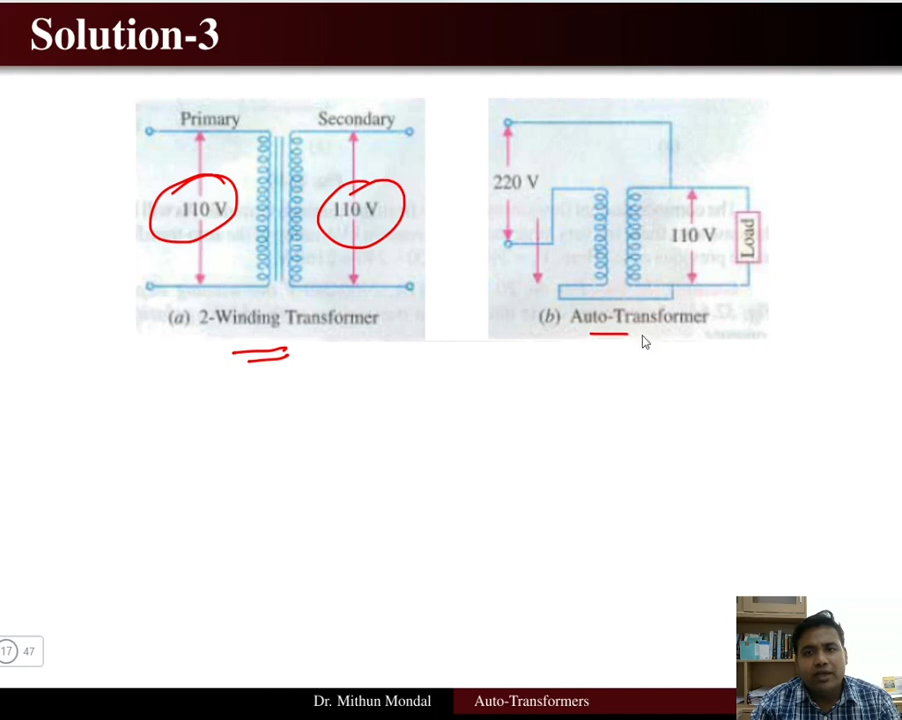 Solution-3
Primary Secondary
110 V 110 V
(a) 2-Winding Transformer
220 V
110 V
Load
(b) Auto-Transformer
17 47
Dr. Mithun Mondal Auto-Transformers